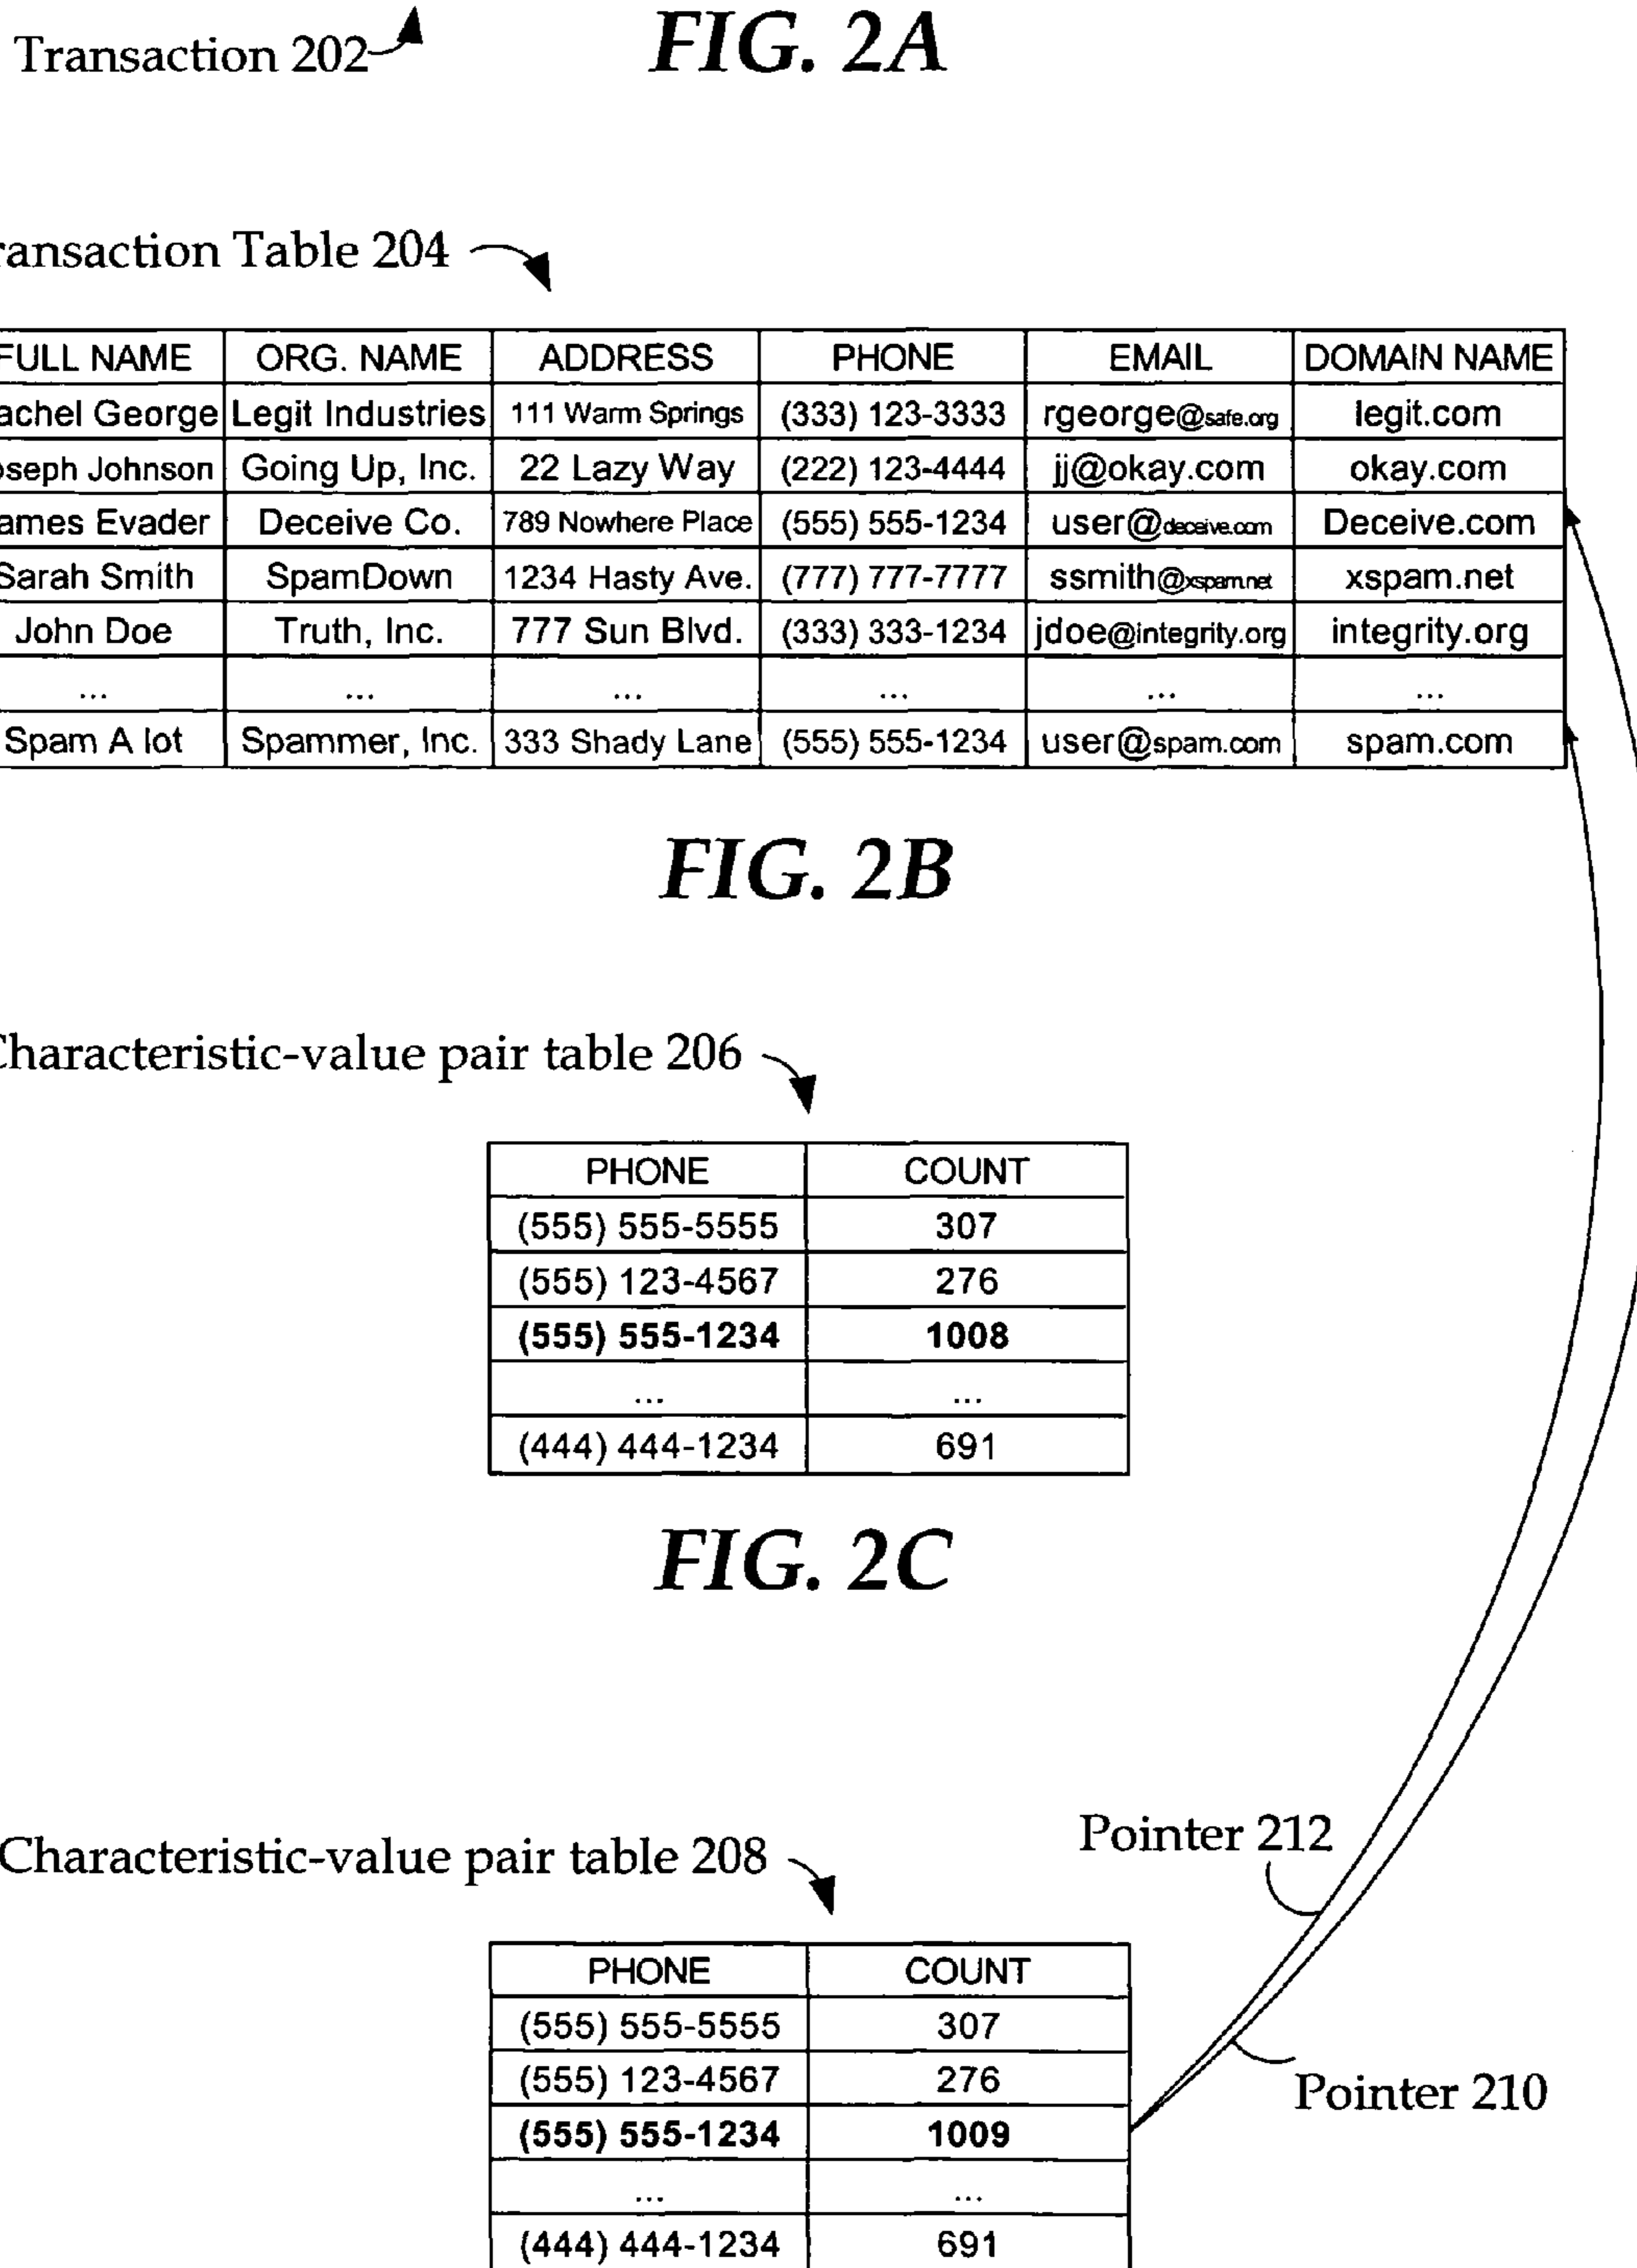 Transaction 202
FIG. 2A
ransaction Table 204
FULL NAME ORG. NAME ADDRESS PHONE EMAIL DOMAIN NAME
achel George Legit Industries 111 Warm Springs (333) 123-3333 rgeorge@safe.org legit.com
oseph Johnson Going Up, Inc. 22 Lazy Way (222) 123-4444 jj@okay.com okay.com
ames Evader Deceive Co. 789 Nowhere Place (555) 555-1234 user@deceive.com Deceive.com
Sarah Smith SpamDown 1234 Hasty Ave. (777) 777-7777 ssmith@xspam.net xspam.net
John Doe Truth, Inc. 777 Sun Blvd. (333) 333-1234 jdoe@integrity.org integrity.org
... ... ... ... ... ...
Spam A lot Spammer, Inc. 333 Shady Lane (555) 555-1234 user@spam.com spam.com
FIG. 2B
Characteristic-value pair table 206
PHONE COUNT
(555) 555-5555 307
(555) 123-4567 276
(555) 555-1234 1008
... ...
(444) 444-1234 691
FIG. 2C
Pointer 212
Characteristic-value pair table 208
PHONE COUNT
(555) 555-5555 307
(555) 123-4567 276
Pointer 210
(555) 555-1234 1009
... ...
(444) 444-1234 691